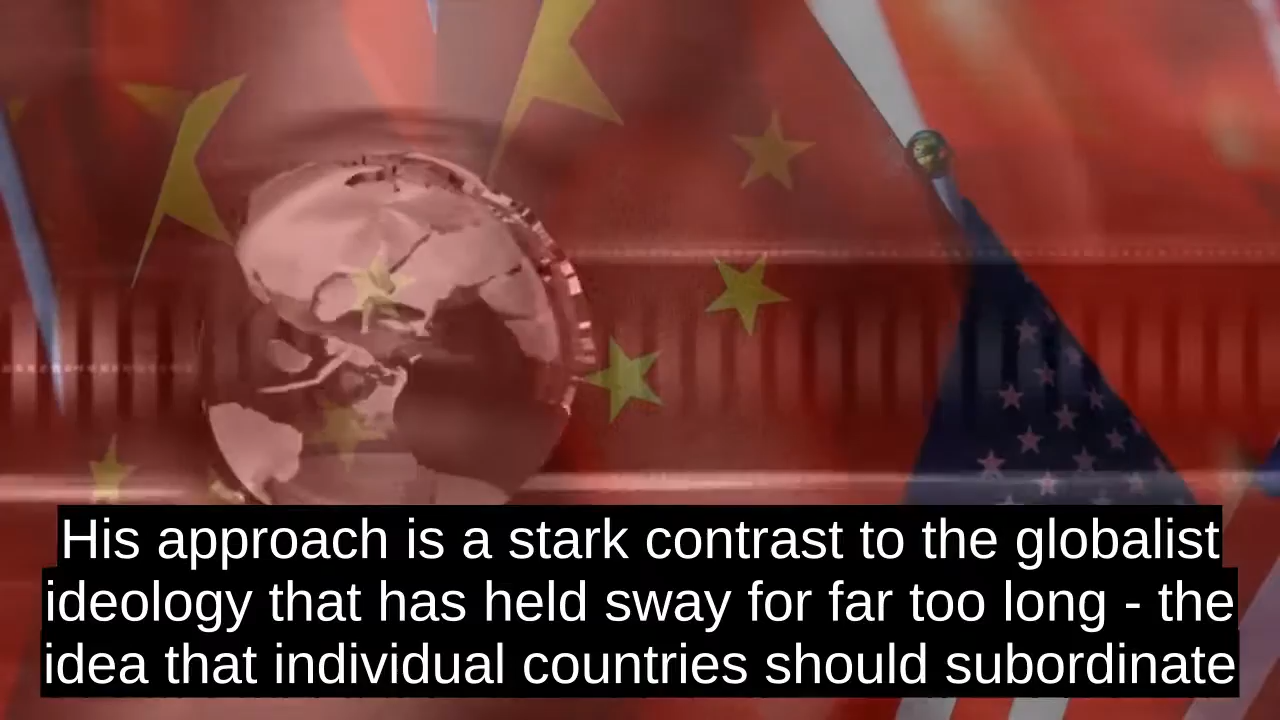 His approach is a stark contrast to the globalist
ideology that has held sway for far too long - the
idea that individual countries should subordinate